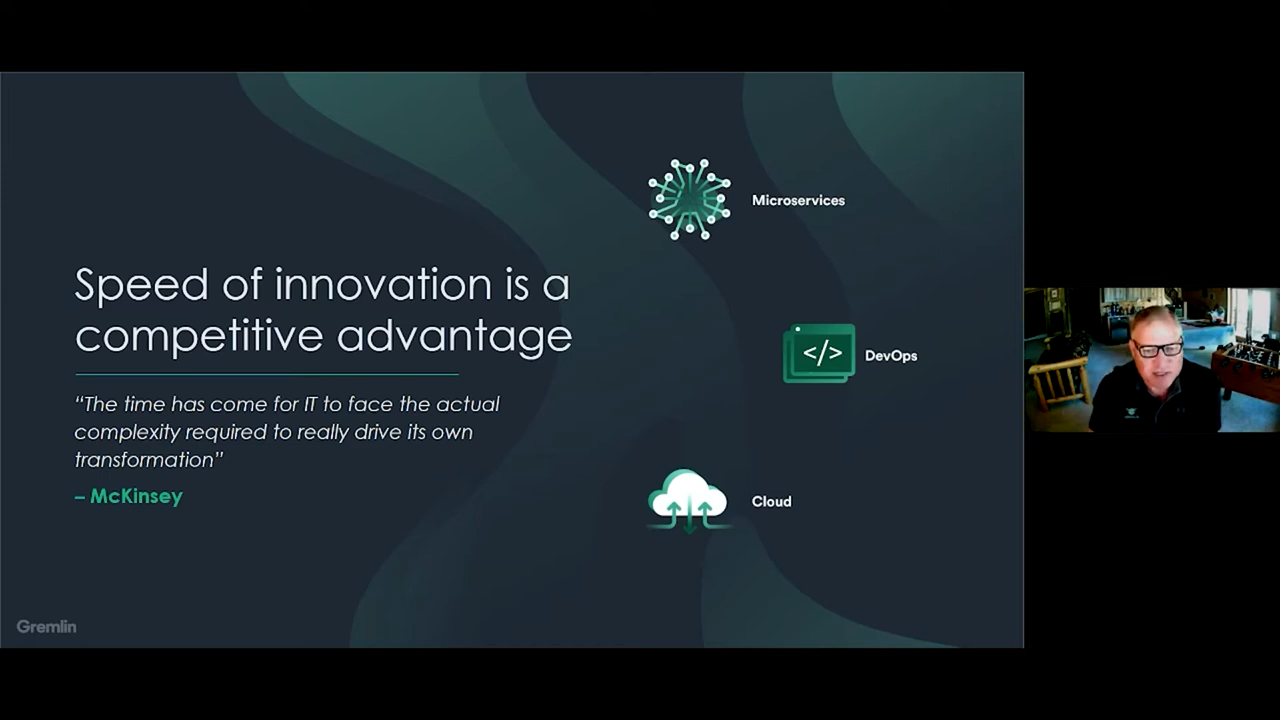 Speed of innovation is a
competitive advantage
“The time has come for IT to face the actual
complexity required to really drive its own
transformation”
– McKinsey
Microservices
</>
DevOps
Cloud
Gremlin